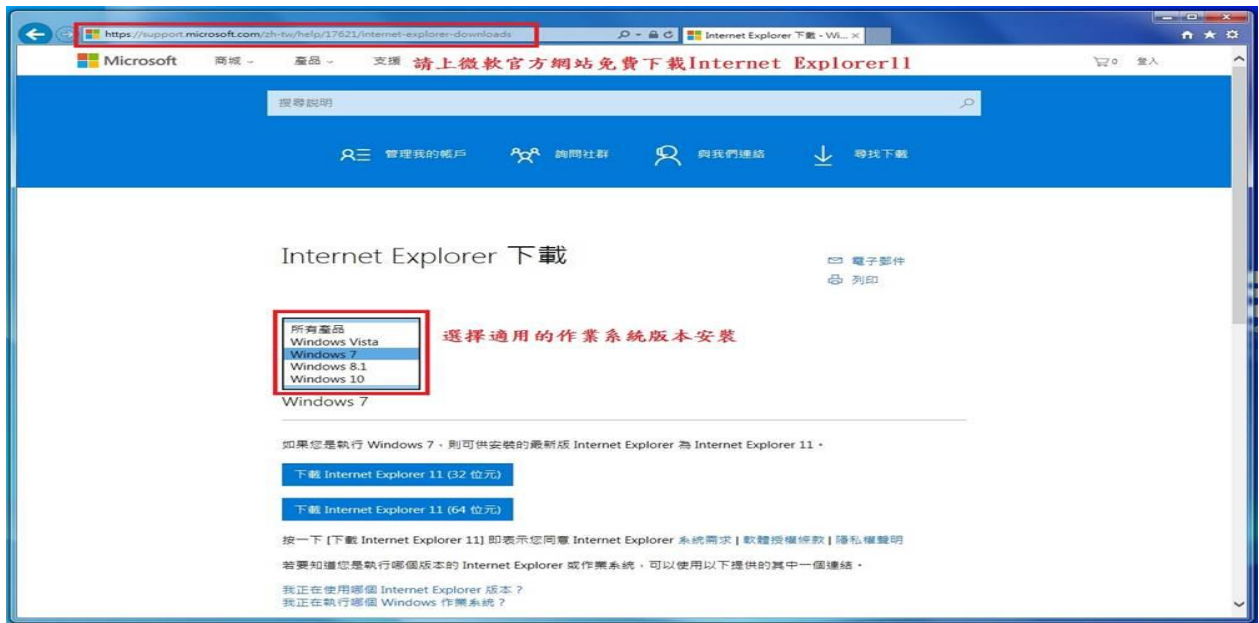 https://support.microsoft.com/zh-tw/help/17621/internet-explorer-downloads
Internet Explorer 下載 - Wi...
Microsoft 商城 產品 支援 請上微軟官方網站免費下載Internet Explorer11 0 登入
搜尋說明
管理我的帳戶 詢問社群 與我們連絡 尋找下載
Internet Explorer 下載
電子郵件
列印
所有產品
Windows Vista
Windows 7
Windows 8.1
Windows 10
選擇適用的作業系統版本安裝
Windows 7
如果您是執行 Windows 7，則可供安裝的最新版 Internet Explorer 為 Internet Explorer 11。
下載 Internet Explorer 11 (32 位元)
下載 Internet Explorer 11 (64 位元)
按一下 [下載 Internet Explorer 11] 即表示您同意 Internet Explorer 系統需求 | 軟體授權條款 | 隱私權聲明
若要知道您是執行哪個版本的 Internet Explorer 或作業系統，可以使用以下提供的其中一個連結。
我正在使用哪個 Internet Explorer 版本？
我正在執行哪個 Windows 作業系統？